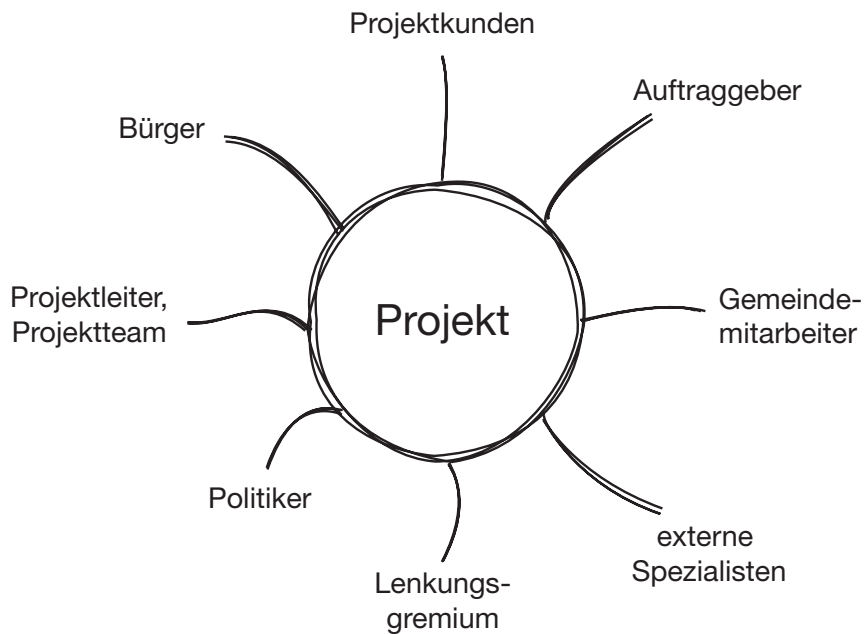 Projektkunden
Auftraggeber
Bürger
Projektleiter,
Projektteam
Projekt
Gemeinde-
mitarbeiter
Politiker
externe
Spezialisten
Lenkungs-
gremium